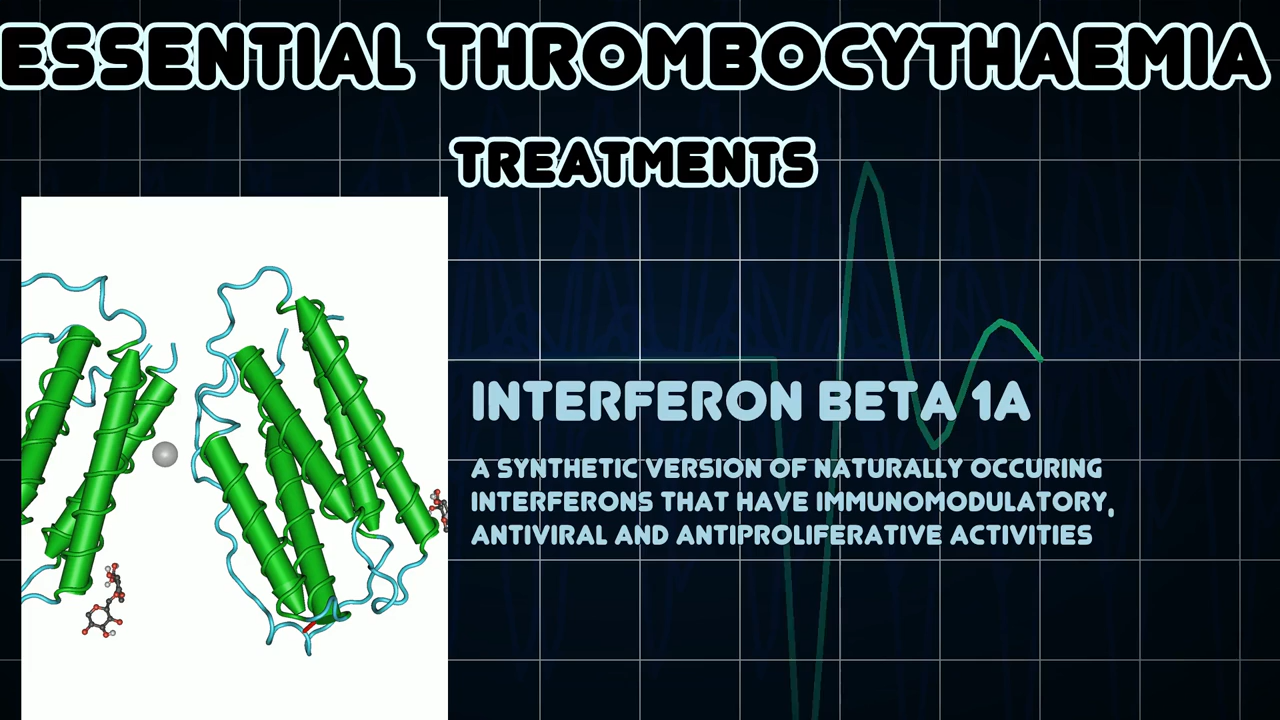 ESSENTIAL THROMBOCYTHAEMIA
TREATMENTS
INTERFERON BETA 1A
A SYNTHETIC VERSION OF NATURALLY OCCURING
INTERFERONS THAT HAVE IMMUNOMODULATORY,
ANTIVIRAL AND ANTIPROLIFERATIVE ACTIVITIES